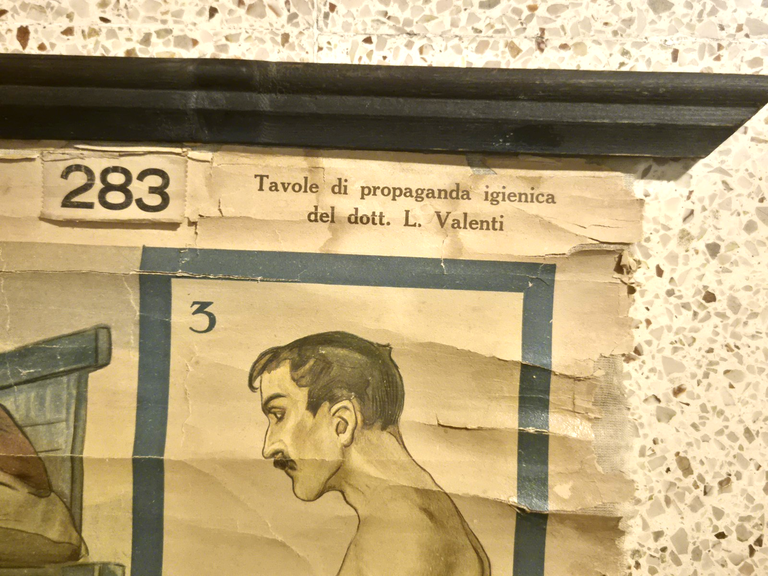 283
Tavole di propaganda igienica
del dott. L. Valenti
3